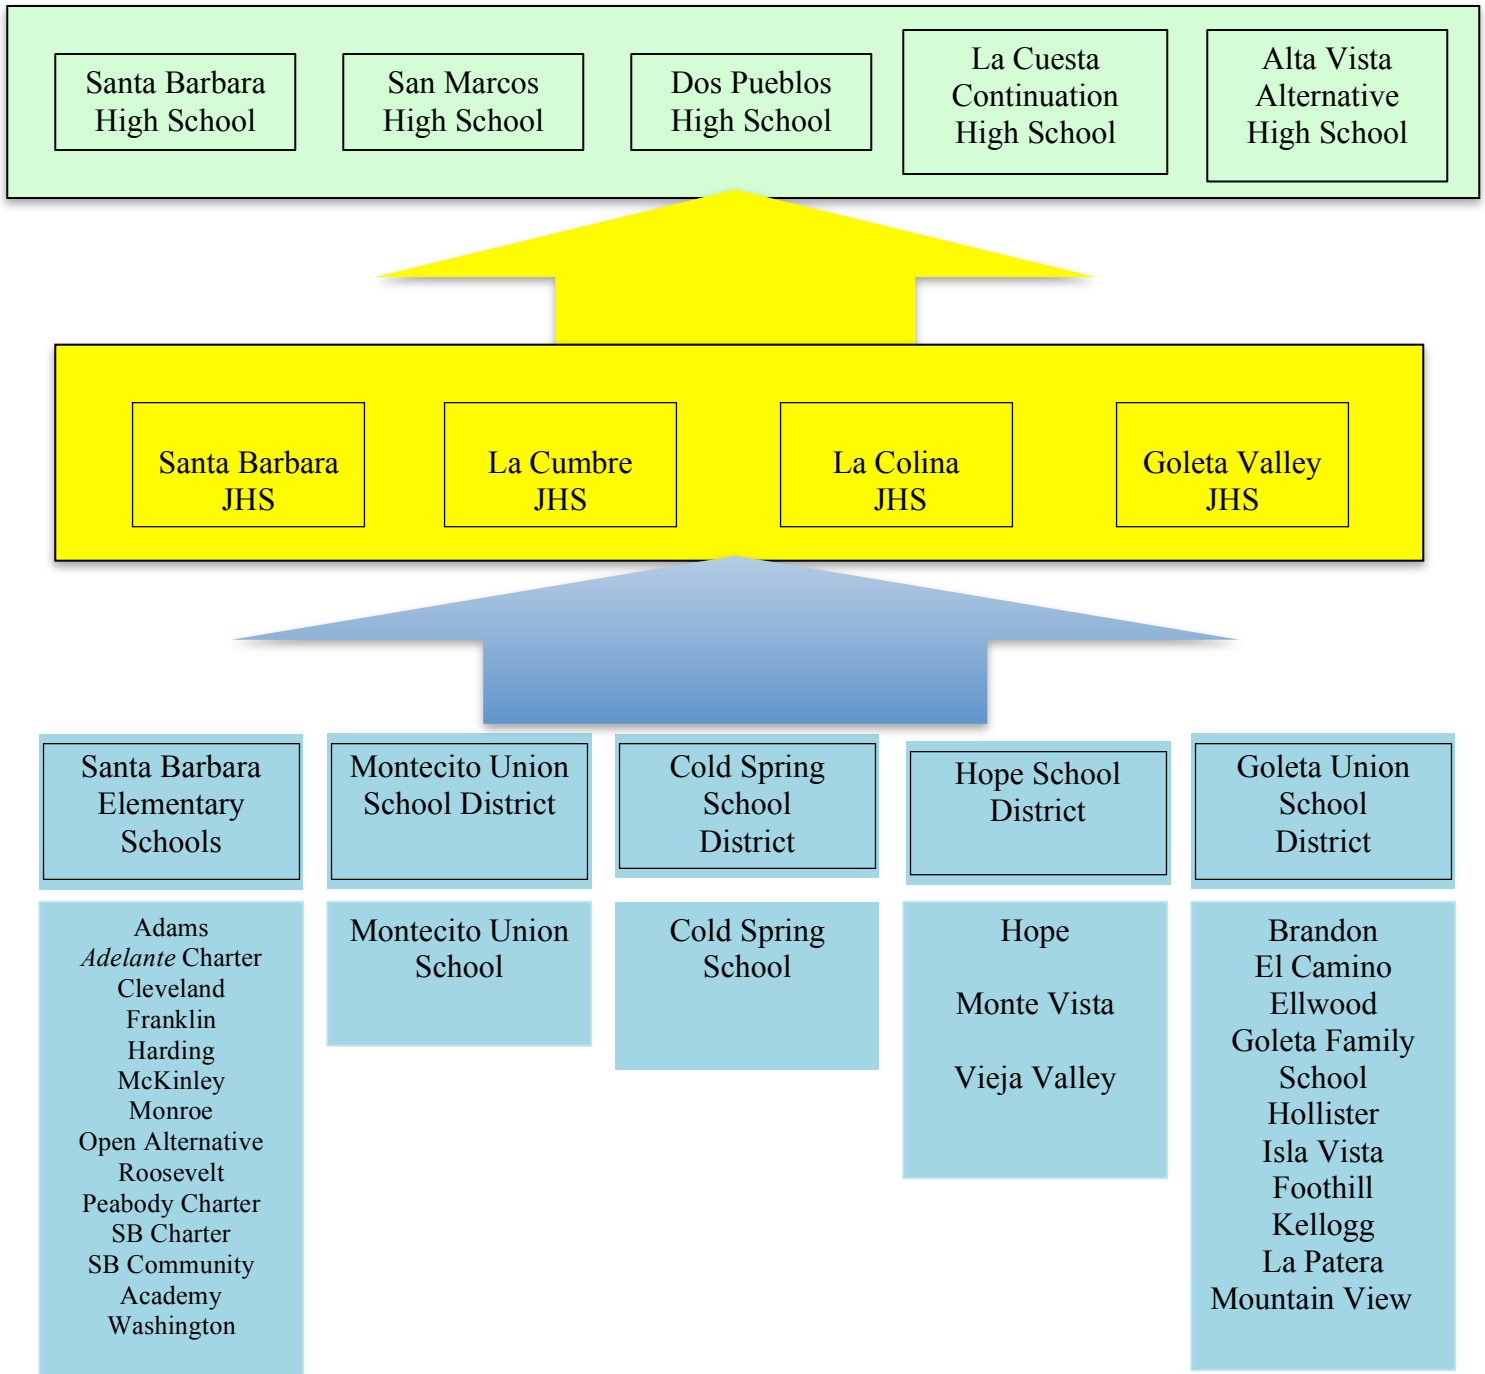 Santa Barbara
High School
San Marcos
High School
Dos Pueblos
High School
La Cuesta
Continuation
High School
Alta Vista
Alternative
High School
Santa Barbara
JHS
La Cumbre
JHS
La Colina
JHS
Goleta Valley
JHS
Santa Barbara
Elementary
Schools
Montecito Union
School District
Cold Spring
School
District
Hope School
District
Goleta Union
School
District
Adams
Adelante Charter
Cleveland
Franklin
Harding
McKinley
Monroe
Open Alternative
Roosevelt
Peabody Charter
SB Charter
SB Community
Academy
Washington
Montecito Union
School
Cold Spring
School
Hope
Monte Vista
Vieja Valley
Brandon
El Camino
Ellwood
Goleta Family
School
Hollister
Isla Vista
Foothill
Kellogg
La Patera
Mountain View